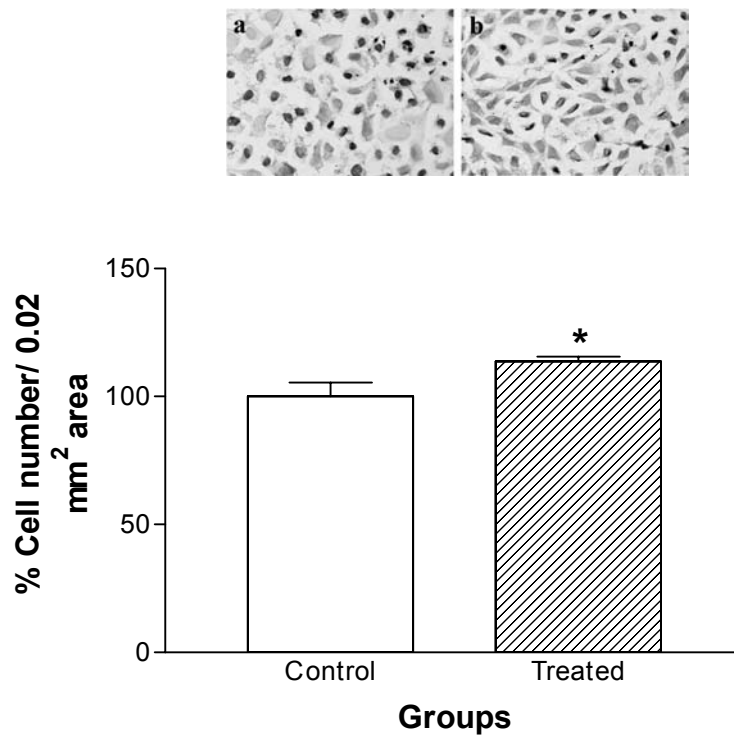 a b
150
*
100
50
0
% Cell number/ 0.02
mm² area
Control Treated
Groups